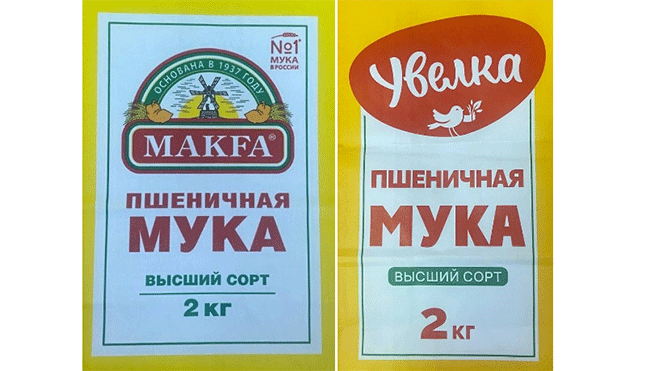 №1
МУКА
В РОССИИ
ОСНОВАНА В 1937 ГОДУ
MAKFA®
ПШЕНИЧНАЯ
МУКА
ВЫСШИЙ СОРТ
2 КГ
Увелка
ПШЕНИЧНАЯ
МУКА
ВЫСШИЙ СОРТ
2 КГ